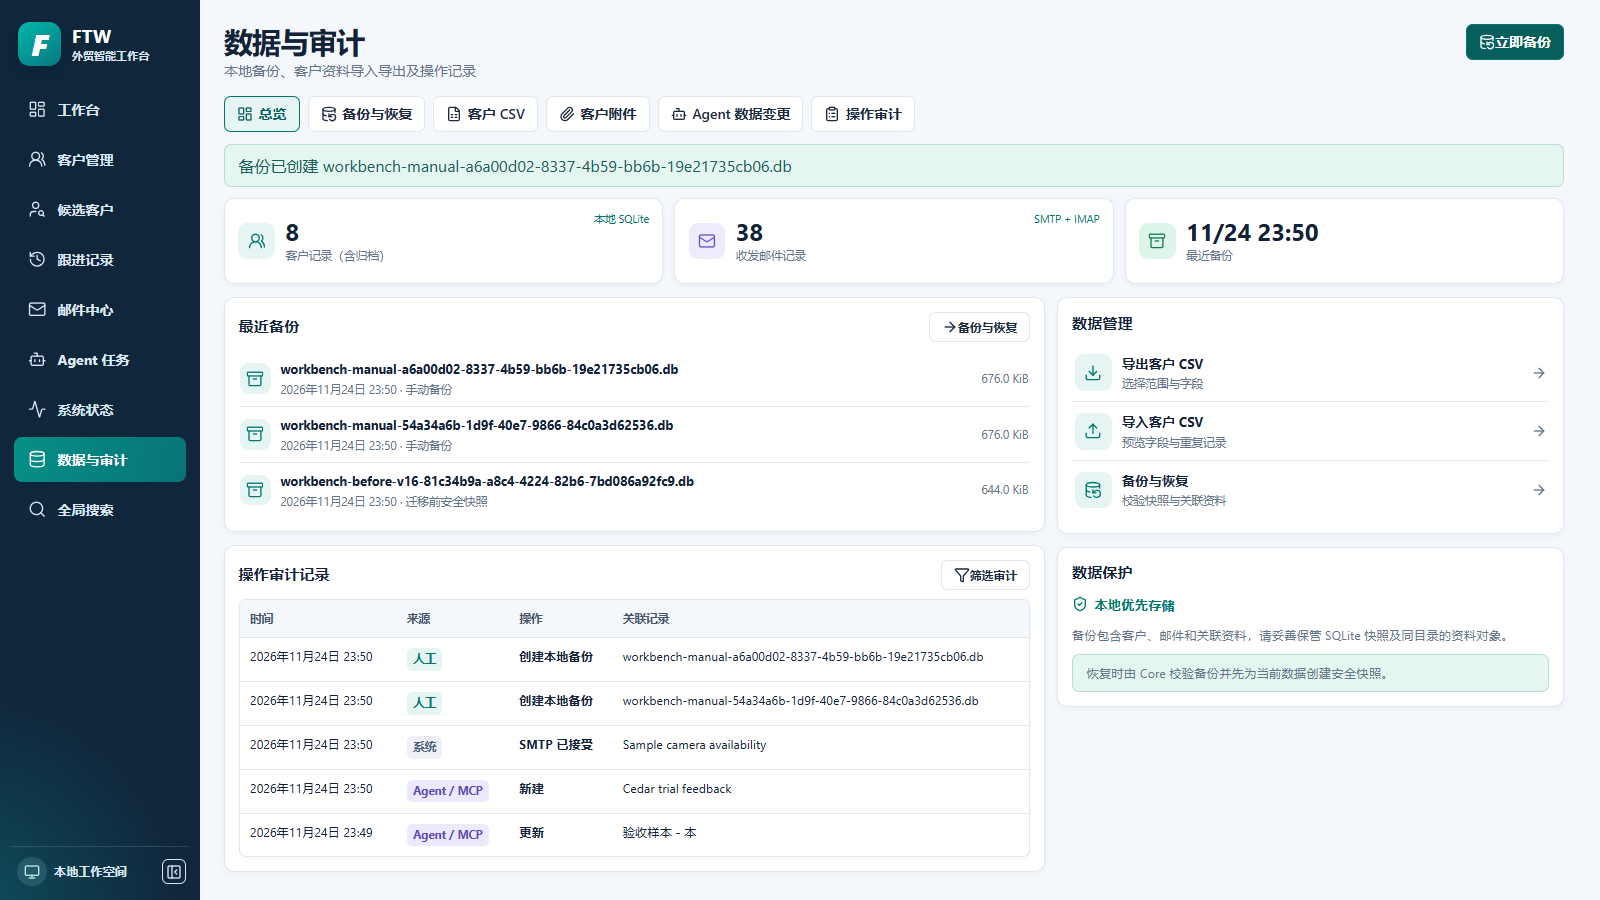 F
FTW
外贸智能工作台
工作台
客户管理
候选客户
跟进记录
邮件中心
Agent 任务
系统状态
数据与审计
全局搜索
本地工作空间
数据与审计
本地备份、客户资料导入导出及操作记录
立即备份
总览
备份与恢复
客户 CSV
客户附件
Agent 数据变更
操作审计
备份已创建 workbench-manual-a6a00d02-8337-4b59-bb6b-19e21735cb06.db
8
客户记录（含归档）
本地 SQLite
38
收发邮件记录
SMTP + IMAP
11/24 23:50
最近备份
最近备份
备份与恢复
workbench-manual-a6a00d02-8337-4b59-bb6b-19e21735cb06.db
2026年11月24日 23:50 · 手动备份
676.0 KiB
workbench-manual-54a34a6b-1d9f-40e7-9866-84c0a3d62536.db
2026年11月24日 23:50 · 手动备份
676.0 KiB
workbench-before-v16-81c34b9a-a8c4-4224-82b6-7bd086a92fc9.db
2026年11月24日 23:50 · 迁移前安全快照
644.0 KiB
数据管理
导出客户 CSV
选择范围与字段
导入客户 CSV
预览字段与重复记录
备份与恢复
校验快照与关联资料
操作审计记录
筛选审计
时间 来源 操作 关联记录
2026年11月24日 23:50 人工 创建本地备份 workbench-manual-a6a00d02-8337-4b59-bb6b-19e21735cb06.db
2026年11月24日 23:50 人工 创建本地备份 workbench-manual-54a34a6b-1d9f-40e7-9866-84c0a3d62536.db
2026年11月24日 23:50 系统 SMTP 已接受 Sample camera availability
2026年11月24日 23:50 Agent / MCP 新建 Cedar trial feedback
2026年11月24日 23:49 Agent / MCP 更新 验收样本 - 本
数据保护
本地优先存储
备份包含客户、邮件和关联资料，请妥善保管 SQLite 快照及同目录的资料对象。
恢复时由 Core 校验备份并先为当前数据创建安全快照。